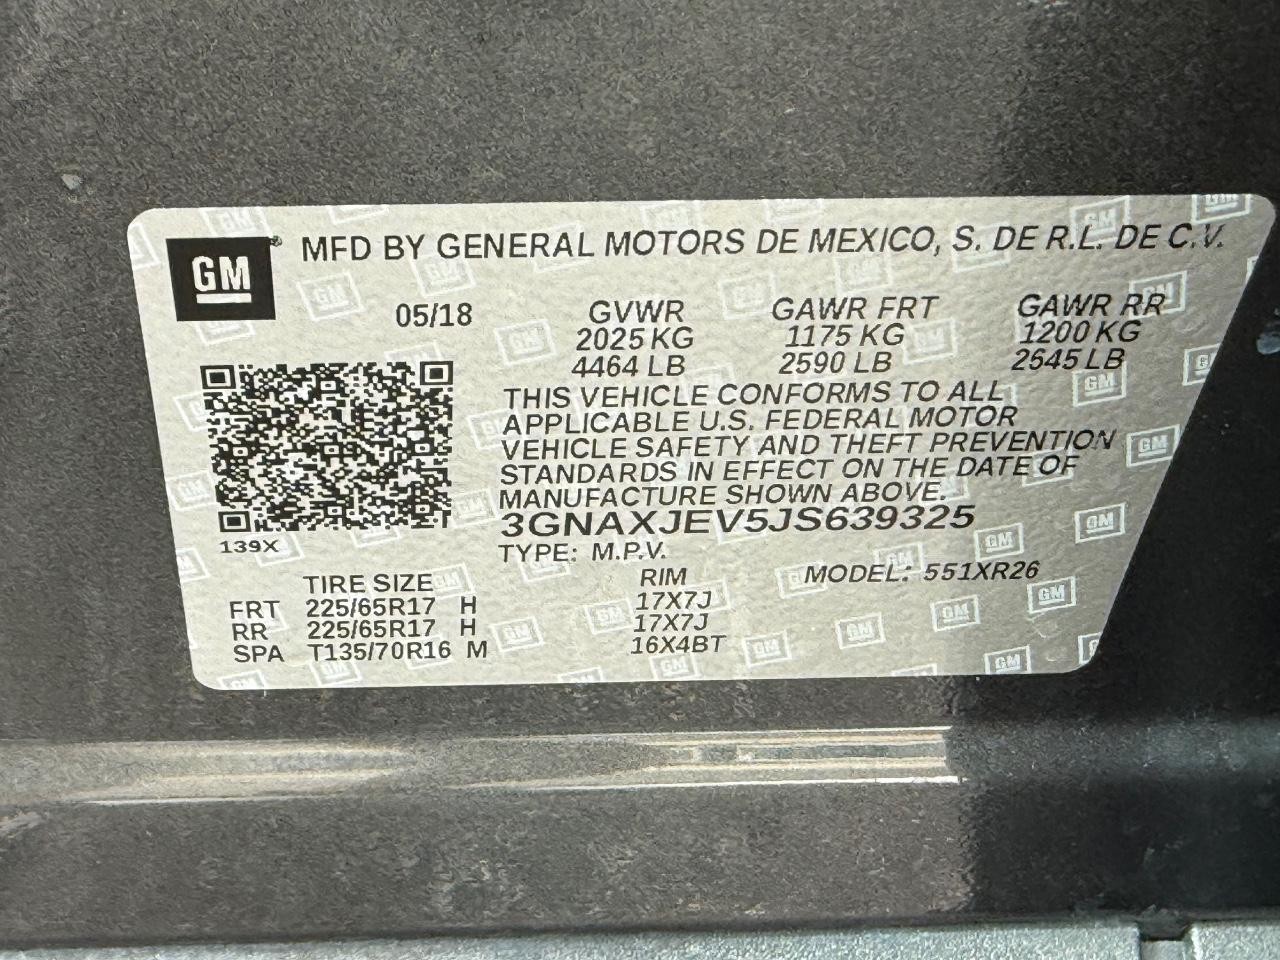 GM
MFD BY GENERAL MOTORS DE MEXICO, S. DE R.L. DE C.V.
05/18 GVWR GAWR FRT GAWR RR
2025 KG 1175 KG 1200 KG
4464 LB 2590 LB 2645 LB
THIS VEHICLE CONFORMS TO ALL
APPLICABLE U.S. FEDERAL MOTOR
VEHICLE SAFETY AND THEFT PREVENTION
STANDARDS IN EFFECT ON THE DATE OF
MANUFACTURE SHOWN ABOVE.
3GNAXJEV5JS639325
139X
TYPE: M.P.V.
TIRE SIZE RIM MODEL: 551XR26
FRT 225/65R17 H 17X7J
RR 225/65R17 H 17X7J
SPA T135/70R16 M 16X4BT